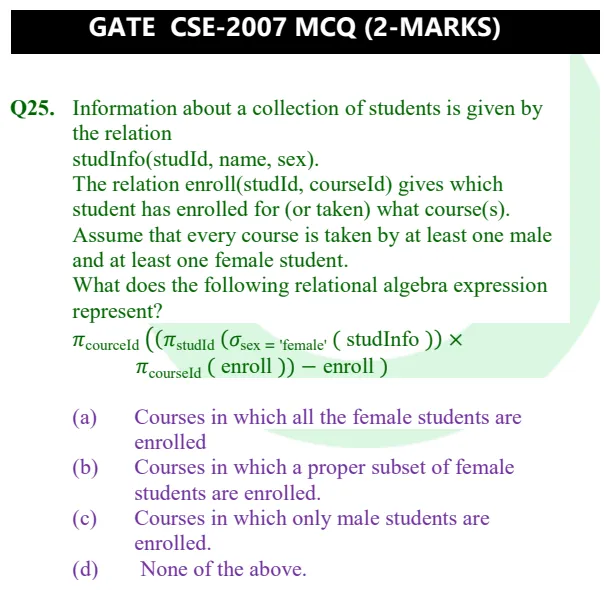 GATE CSE-2007 MCQ (2-MARKS)
Q25. Information about a collection of students is given by
the relation
studInfo(studId, name, sex).
The relation enroll(studId, courseId) gives which
student has enrolled for (or taken) what course(s).
Assume that every course is taken by at least one male
and at least one female student.
What does the following relational algebra expression
represent?
π courceId ((π studId (σ sex = 'female' ( studInfo )) ×
π courseId ( enroll )) − enroll )
(a) Courses in which all the female students are
enrolled
(b) Courses in which a proper subset of female
students are enrolled.
(c) Courses in which only male students are
enrolled.
(d) None of the above.